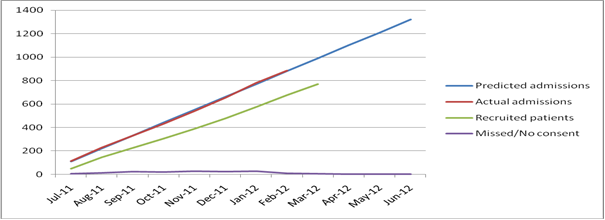 1400
1200
1000
800
600
400
200
0
Jul-11
Aug-11
Sep-11
Oct-11
Nov-11
Dec-11
Jan-12
Feb-12
Mar-12
Apr-12
May-12
Jun-12
Predicted admissions
Actual admissions
Recruited patients
Missed/No consent